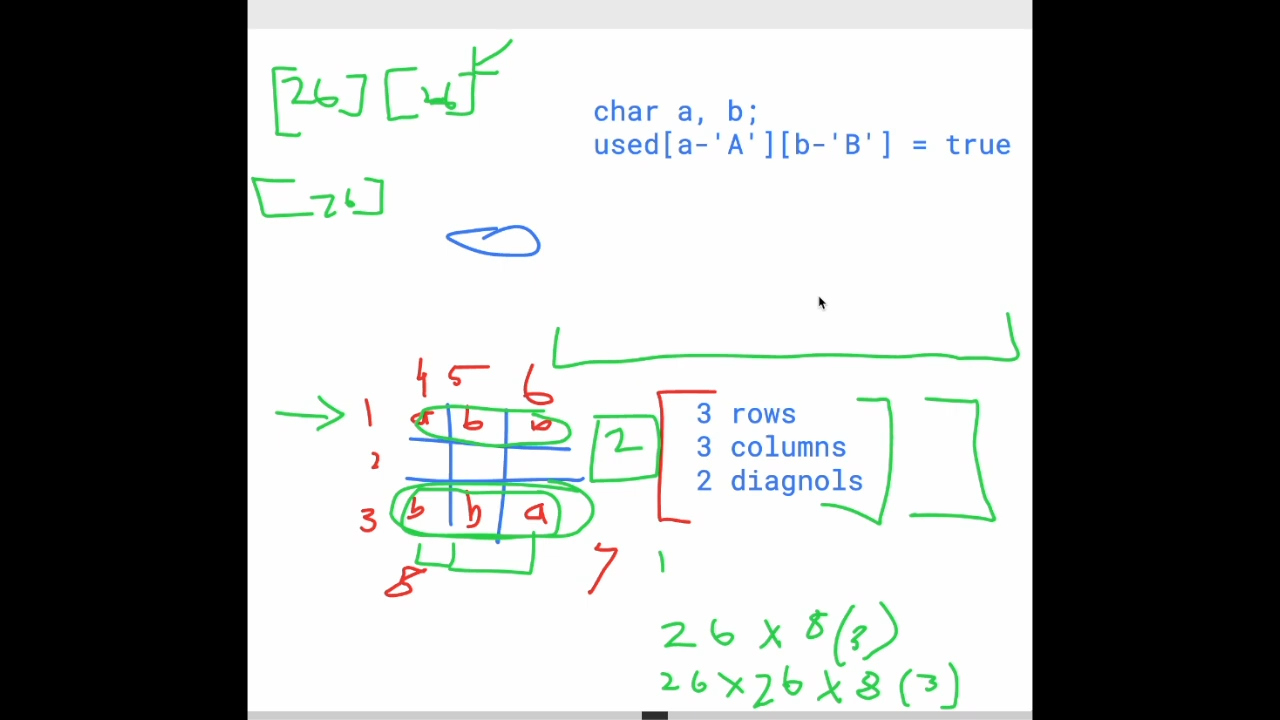 [26] [26]
char a, b;
used[a-'A'][b-'B'] = true
[26]
4 5 6
1 a b b
2
3 b b a
8 7
2
3 rows
3 columns
2 diagnols
1
26 x 8 (3)
26 x 26 x 8 (3)